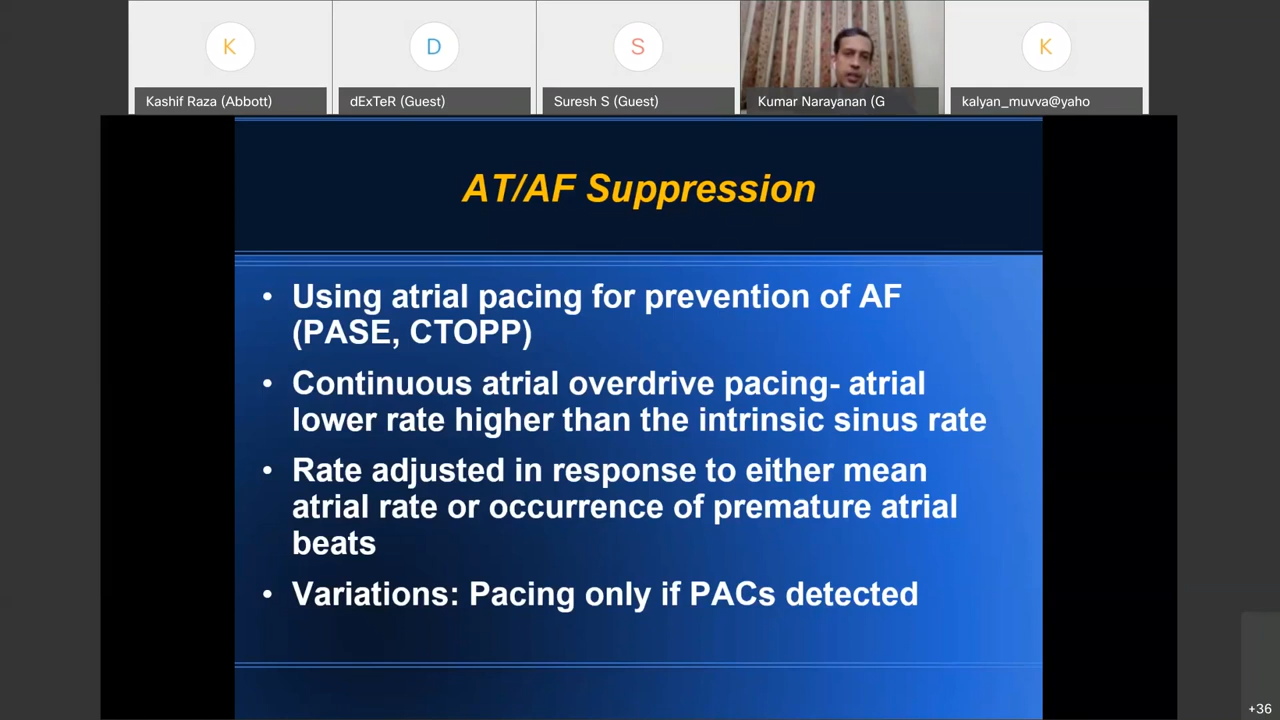 K
D
S
K
Kashif Raza (Abbott)
dExTeR (Guest)
Suresh S (Guest)
Kumar Narayanan (G
kalyan_muvva@yaho
AT/AF Suppression
• Using atrial pacing for prevention of AF
(PASE, CTOPP)
• Continuous atrial overdrive pacing- atrial
lower rate higher than the intrinsic sinus rate
• Rate adjusted in response to either mean
atrial rate or occurrence of premature atrial
beats
• Variations: Pacing only if PACs detected
+36